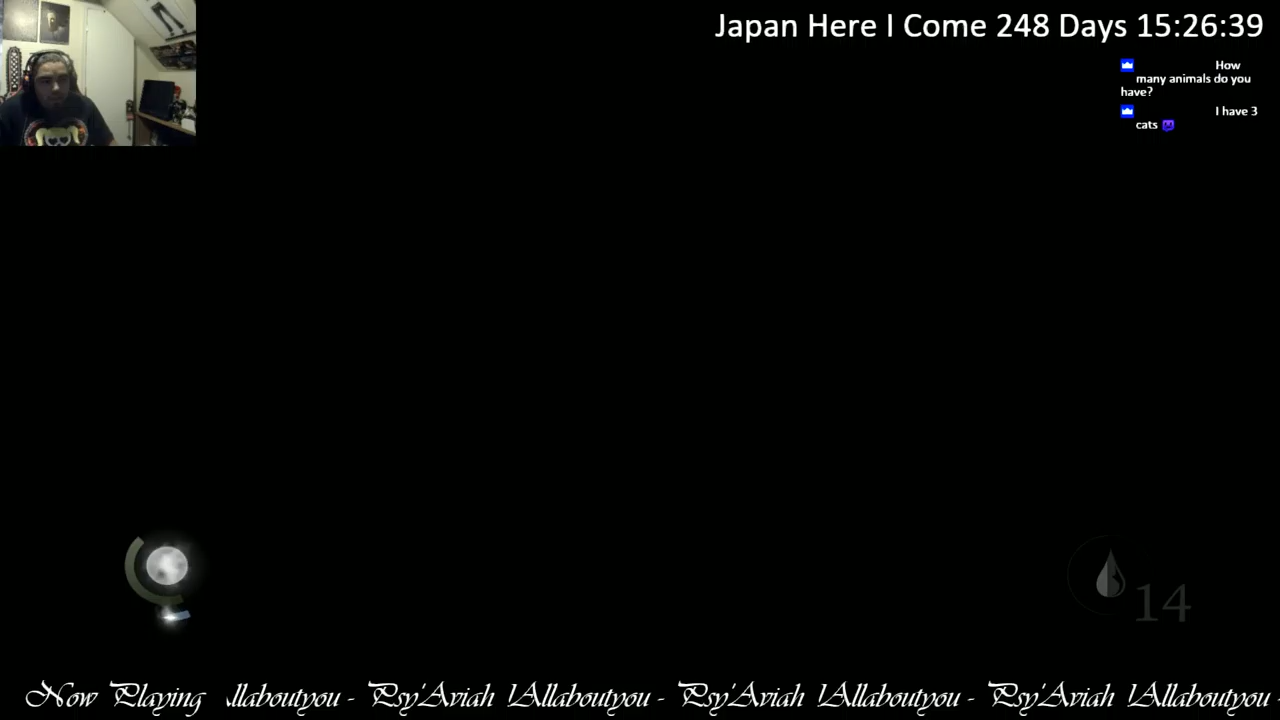 Japan Here I Come 248 Days 15:26:39
How
many animals do you
have?
I have 3
cats
14
Now Playing llaboutyou - Psy'Aviah !Allaboutyou - Psy'Aviah !Allaboutyou - Psy'Aviah !Allaboutyou